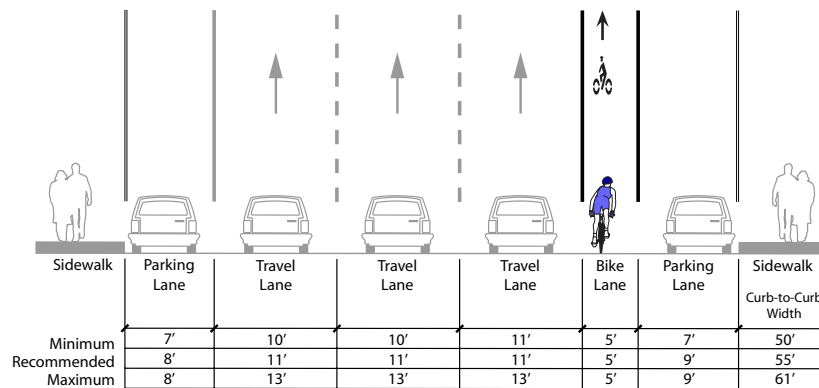 Sidewalk Parking Lane Travel Lane Travel Lane Travel Lane Bike Lane Parking Lane Sidewalk
Curb-to-Curb Width
Minimum 7’ 10’ 10’ 11’ 5’ 7’ 50’
Recommended 8’ 11’ 11’ 11’ 5’ 9’ 55’
Maximum 8’ 13’ 13’ 13’ 5’ 9’ 61’